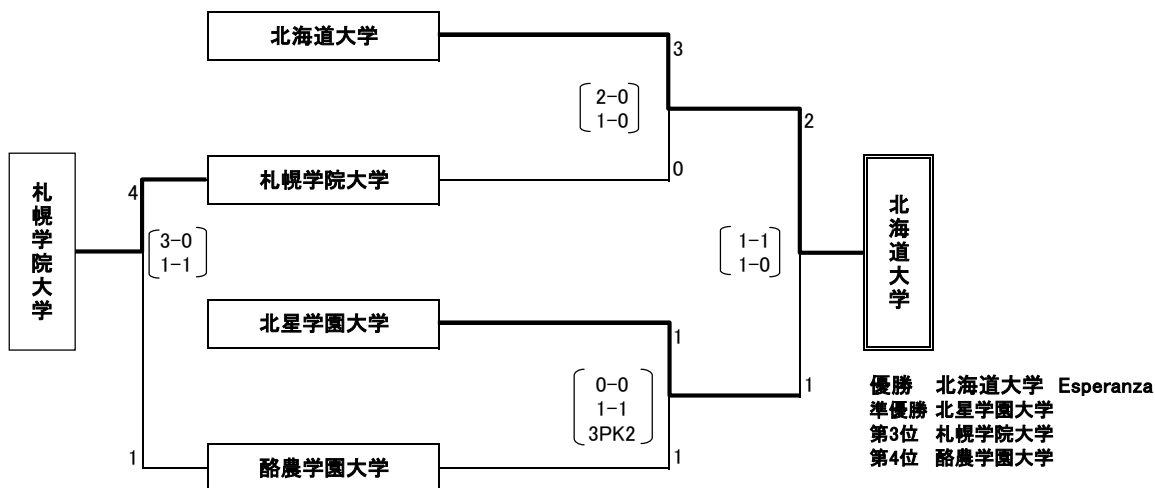 北海道大学
3
2-0
1-0
2
札幌学院大学
0
4
札幌学院大学
3-0
1-1
1-1
1-0
北海道大学
北星学園大学
1
0-0
1-1
3PK2
1
優勝 北海道大学 Esperanza
準優勝 北星学園大学
第3位 札幌学院大学
第4位 酪農学園大学
1
酪農学園大学
1